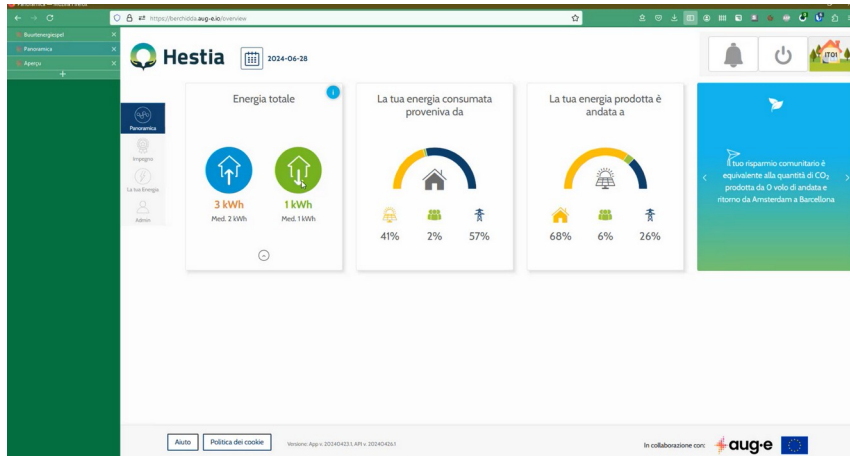 Panoramica — Mozilla Firefox
https://berchidda.aug-e.io/overview
Buurtenergiespel
Panoramica
Aperçu
Hestia
2024-06-28
IT01
Panoramica
Impegno
La tua Energia
Admin
Energia totale
i
3 kWh
1 kWh
Med. 2 kWh
Med. 1 kWh
La tua energia consumata
proveniva da
41%
2%
57%
La tua energia prodotta è
andata a
68%
6%
26%
Il tuo risparmio comunitario è
equivalente alla quantità di CO₂
prodotta da 0 volo di andata e
ritorno da Amsterdam a Barcellona
Aiuto
Politica dei cookie
Versione: App v. 20240423.1, API v. 20240426.1
In collaborazione con:
aug·e